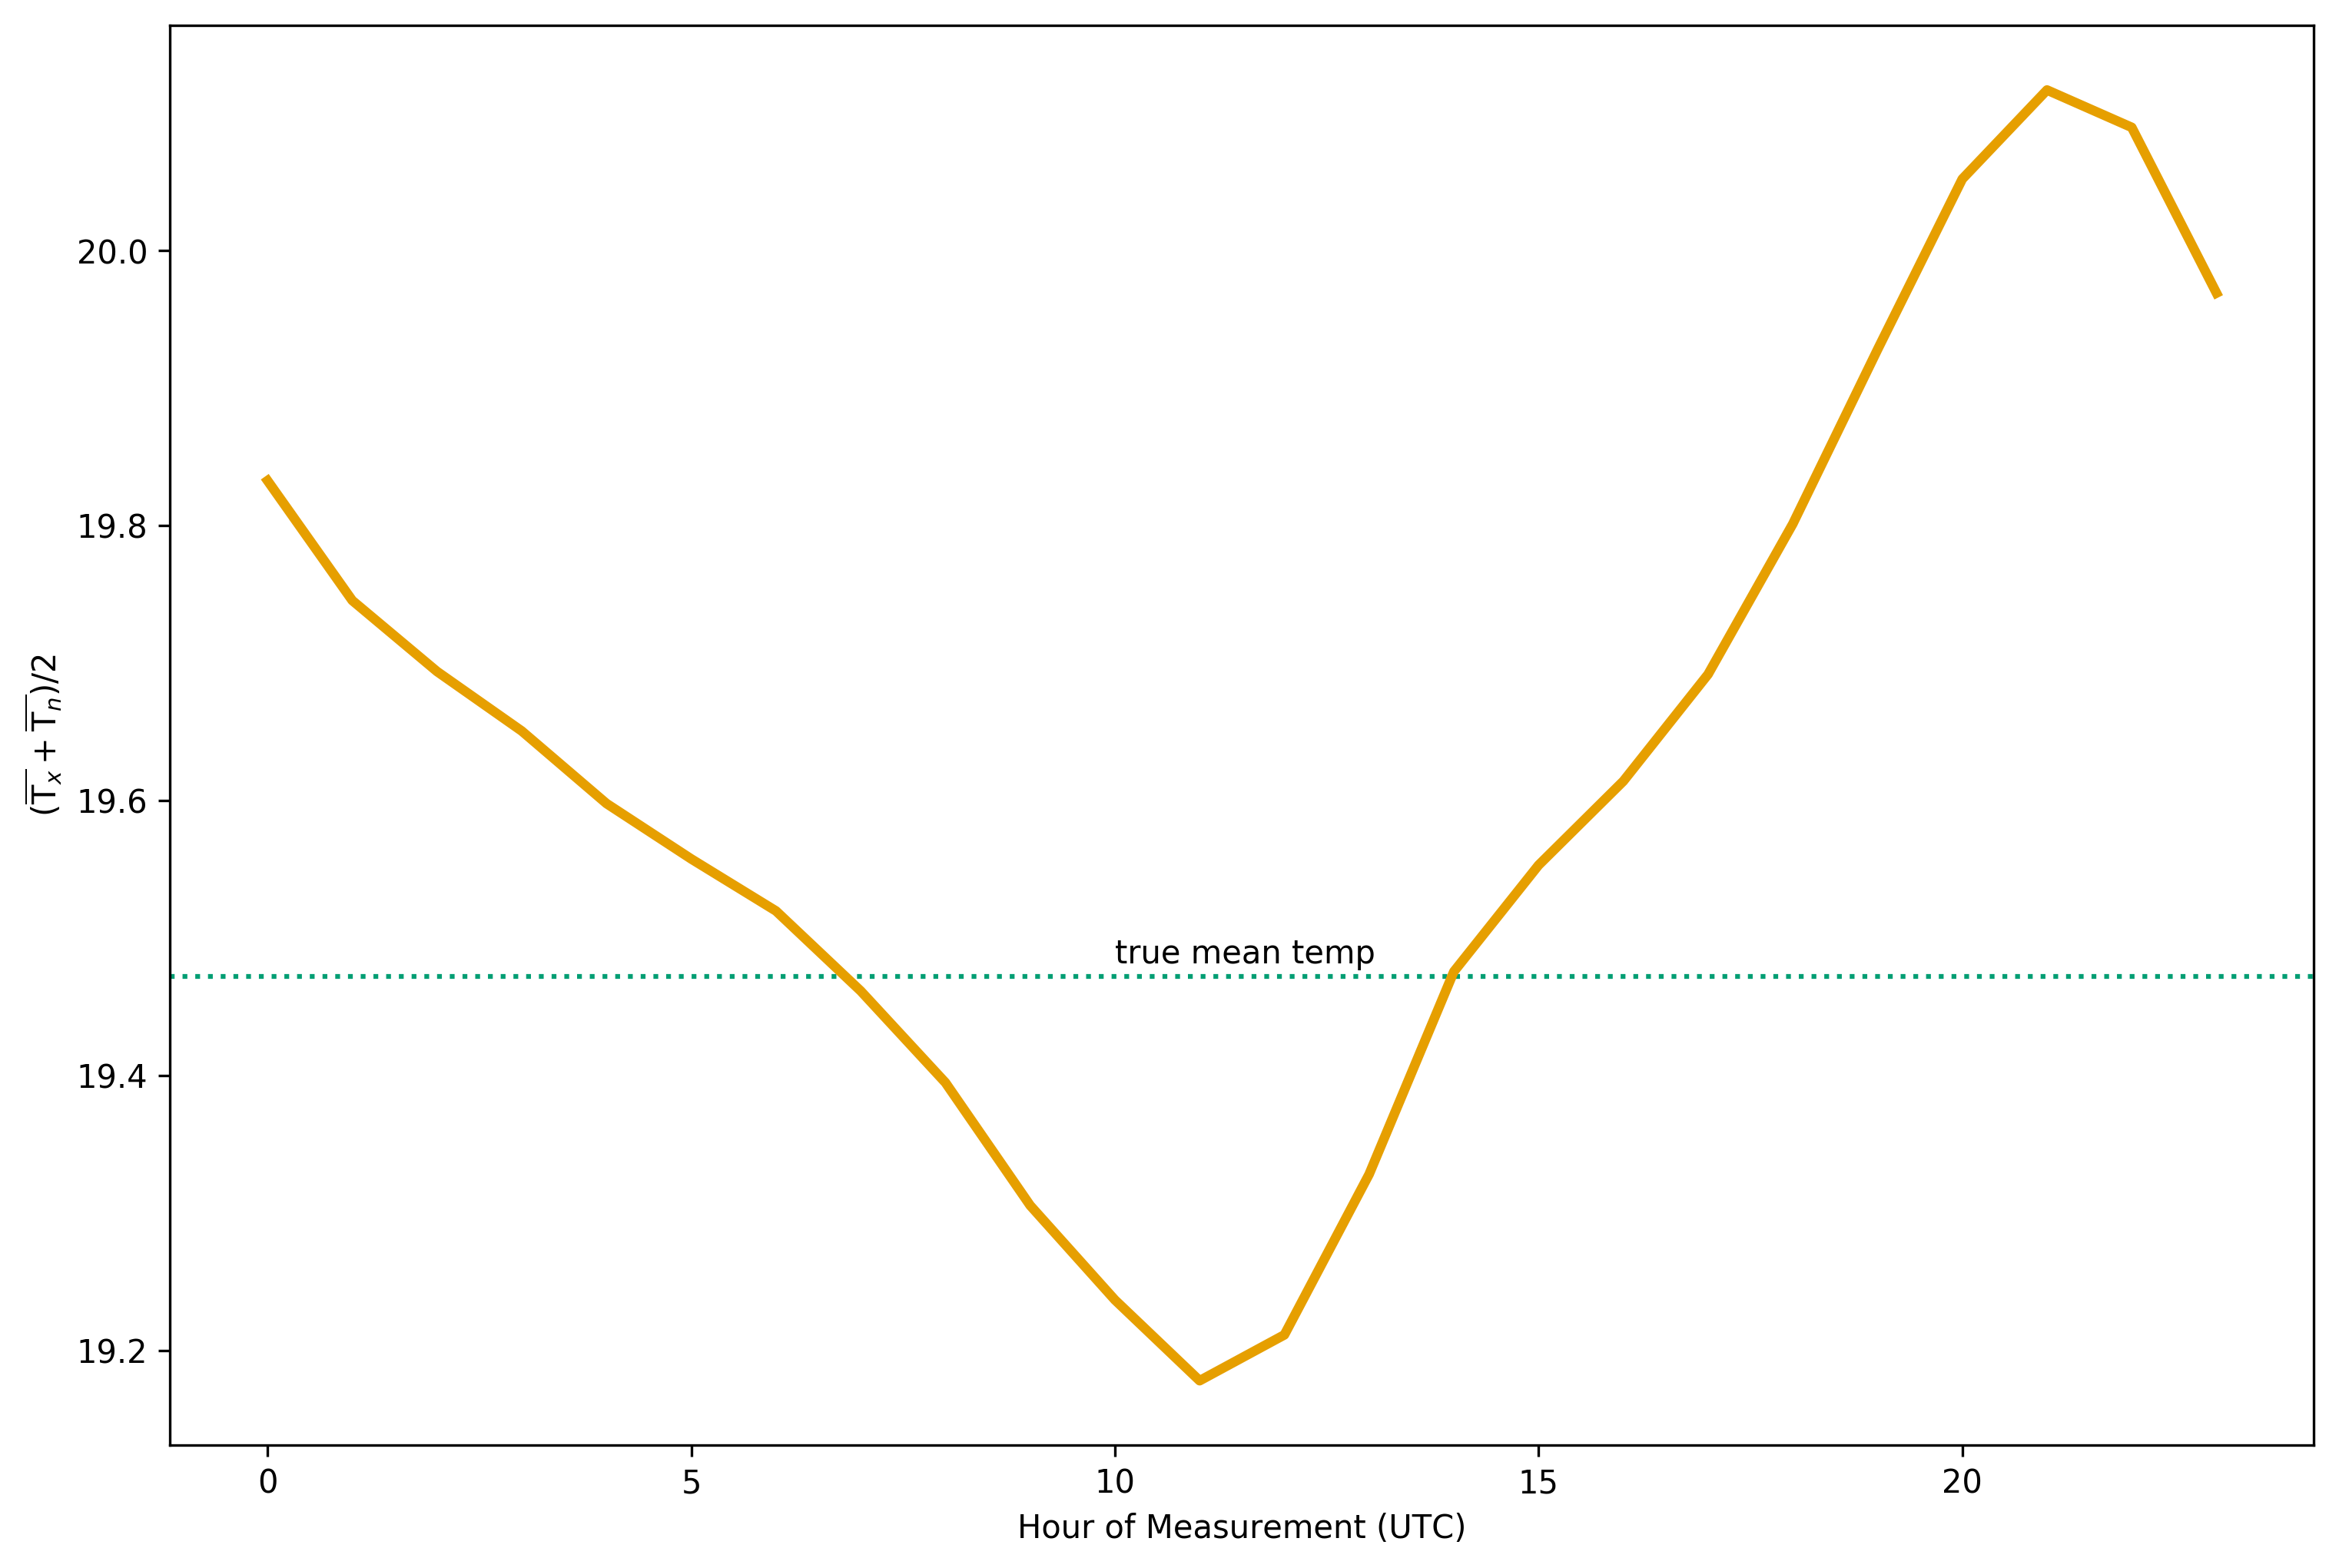 20.0
19.8
19.6
19.4
19.2
(T̅ₓ + T̅ₙ)/2
true mean temp
0 5 10 15 20
Hour of Measurement (UTC)